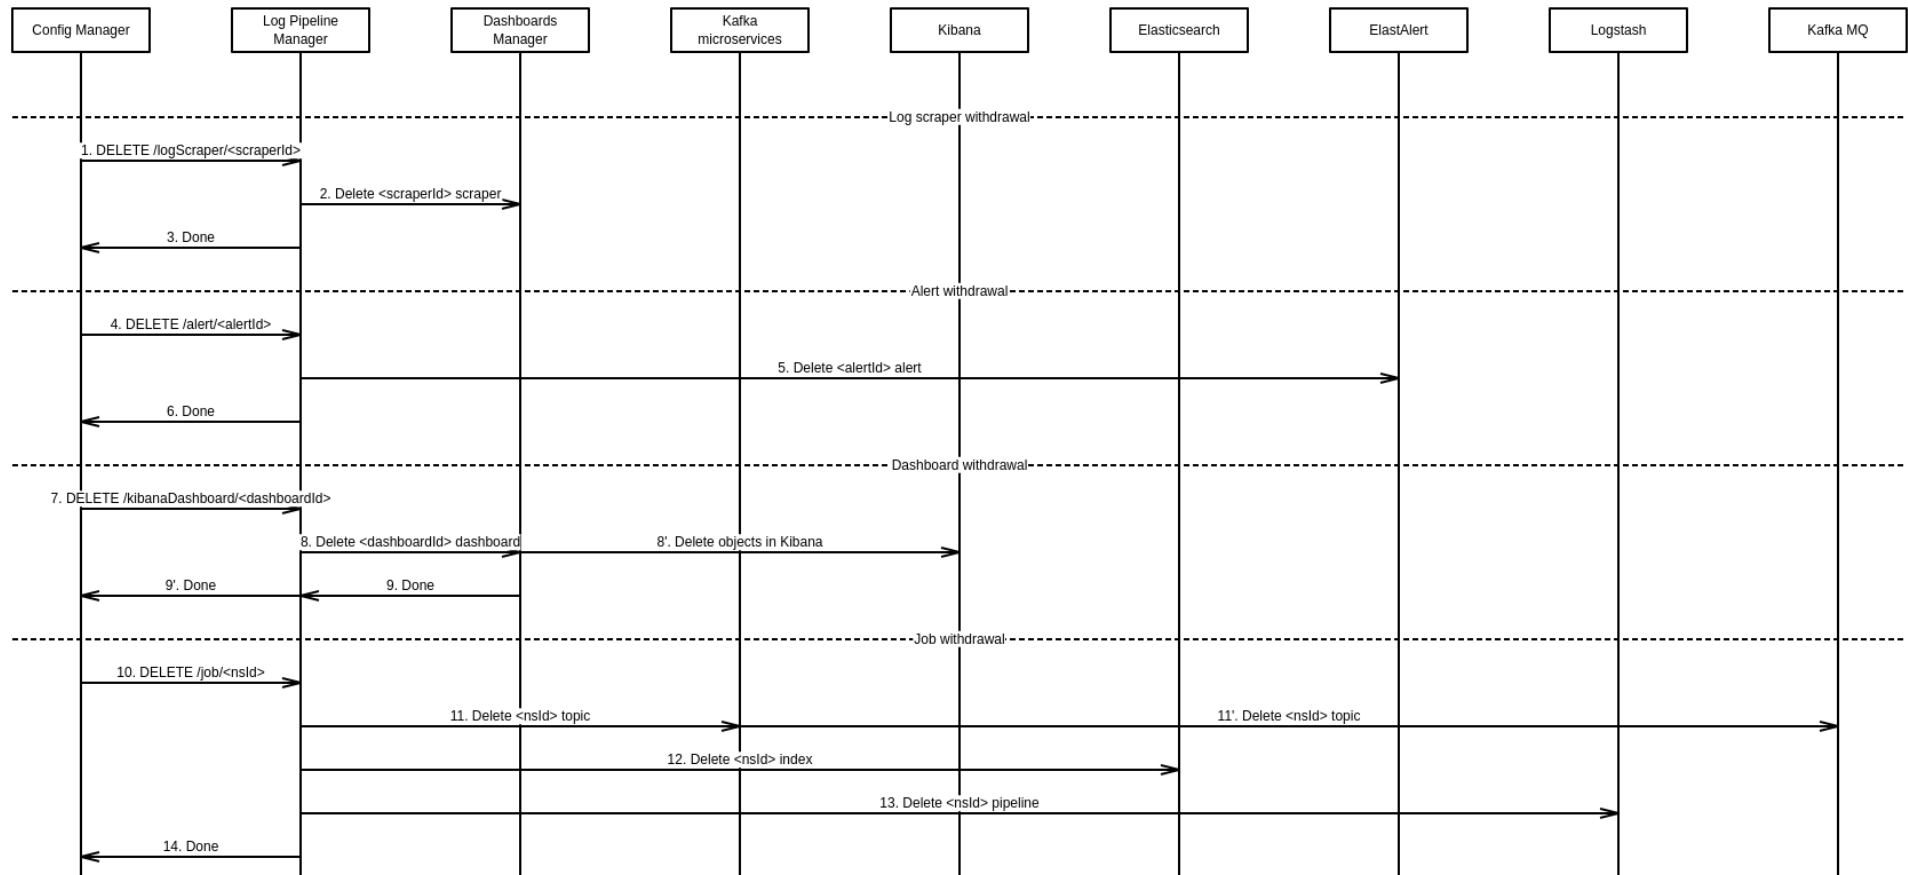 Config Manager
Log Pipeline
Manager
Dashboards
Manager
Kafka
microservices
Kibana
Elasticsearch
ElastAlert
Logstash
Kafka MQ
Log scraper withdrawal
1. DELETE /logScraper/<scraperId>
2. Delete <scraperId> scraper
3. Done
Alert withdrawal
4. DELETE /alert/<alertId>
5. Delete <alertId> alert
6. Done
Dashboard withdrawal
7. DELETE /kibanaDashboard/<dashboardId>
8. Delete <dashboardId> dashboard
8'. Delete objects in Kibana
9'. Done
9. Done
Job withdrawal
10. DELETE /job/<nsId>
11. Delete <nsId> topic
11'. Delete <nsId> topic
12. Delete <nsId> index
13. Delete <nsId> pipeline
14. Done